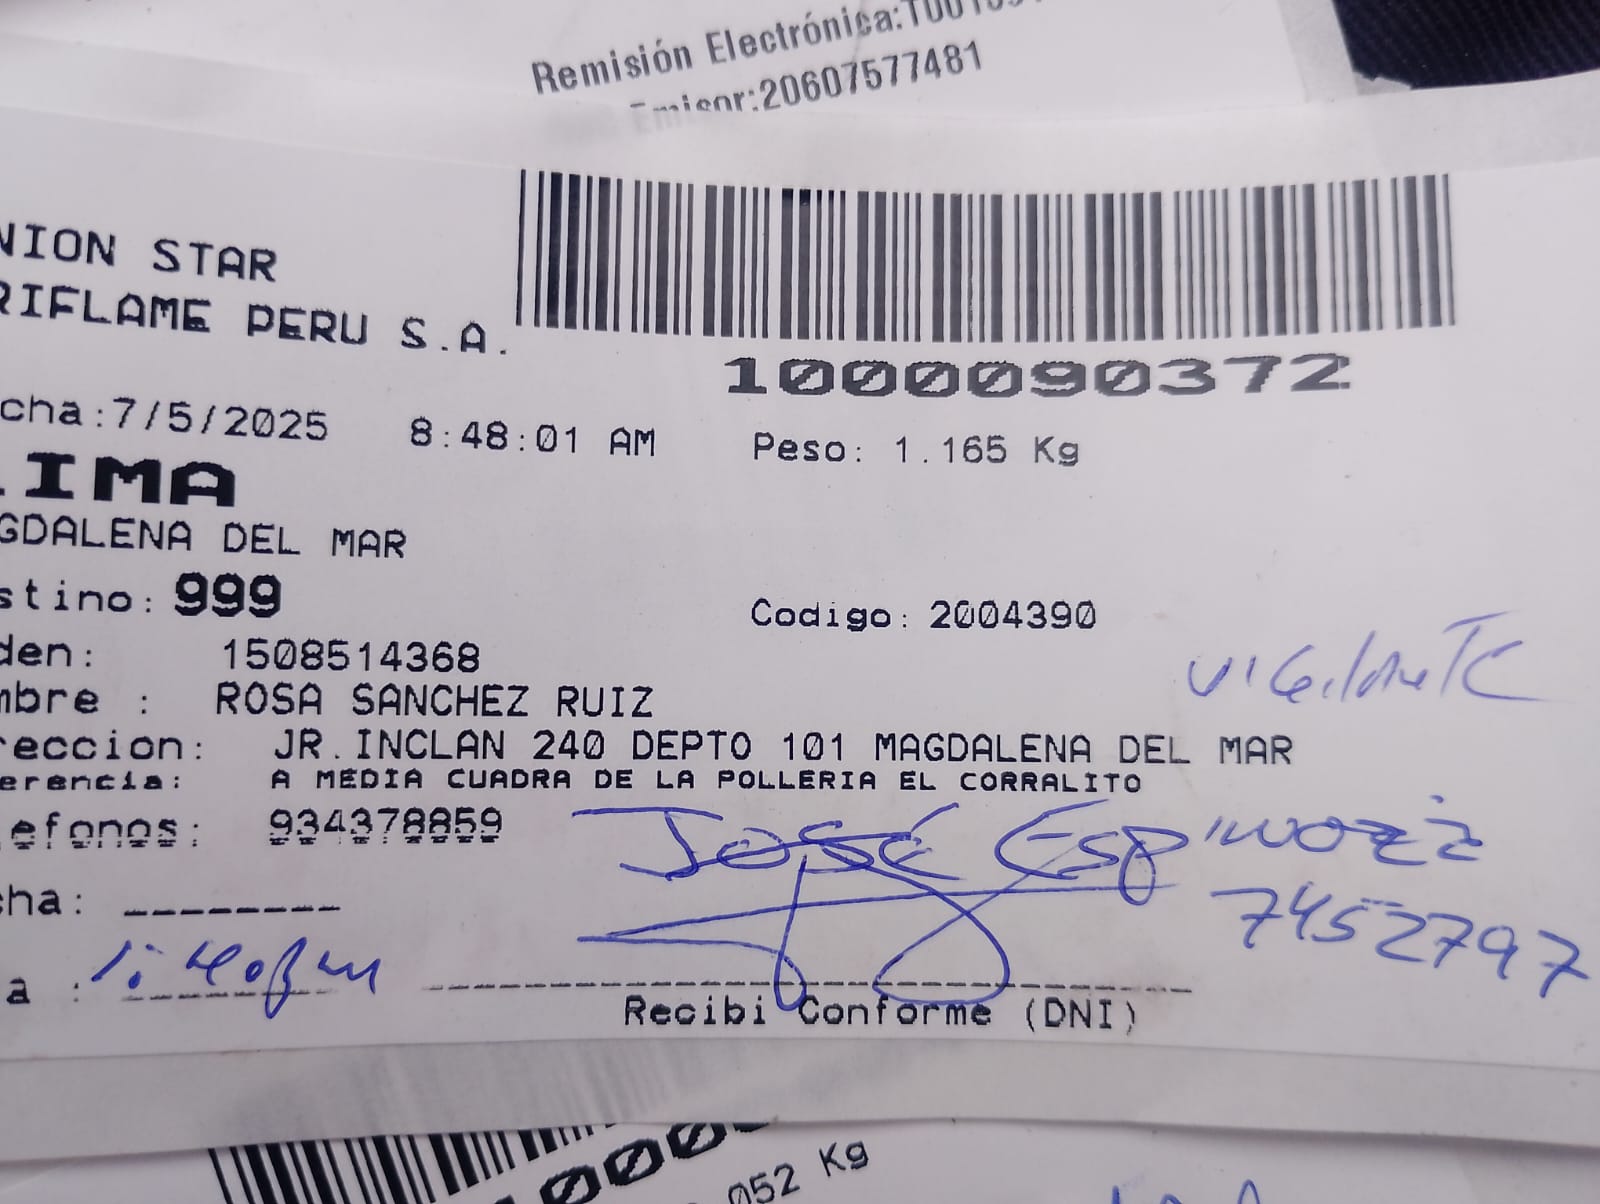 Remisión Electrónica:T001
Emisor:20607577481
NION STAR
RIFLAME PERU S.A.
1000090372
cha:7/5/2025 8:48:01 AM Peso: 1.165 Kg
LIMA
GDALENA DEL MAR
stino: 999 Codigo: 2004390
den: 1508514368
vigilante
mbre : ROSA SANCHEZ RUIZ
reccion: JR.INCLAN 240 DEPTO 101 MAGDALENA DEL MAR
erencia: A MEDIA CUADRA DE LA POLLERIA EL CORRALITO
efonos: 934378859
José Espinoza
cha:
7452797
a :
Recibi Conforme (DNI)
052 Kg